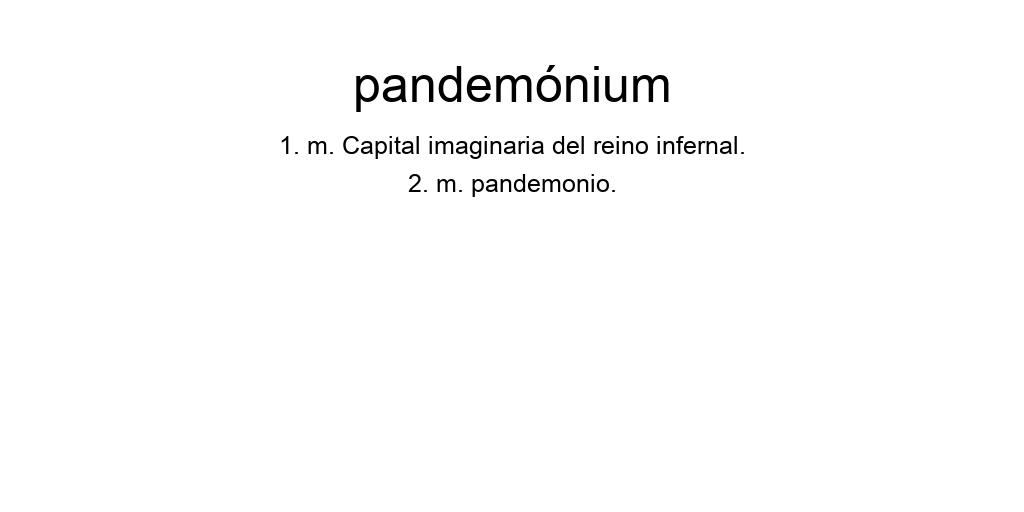 pandemónium
1. m. Capital imaginaria del reino infernal.
2. m. pandemonio.